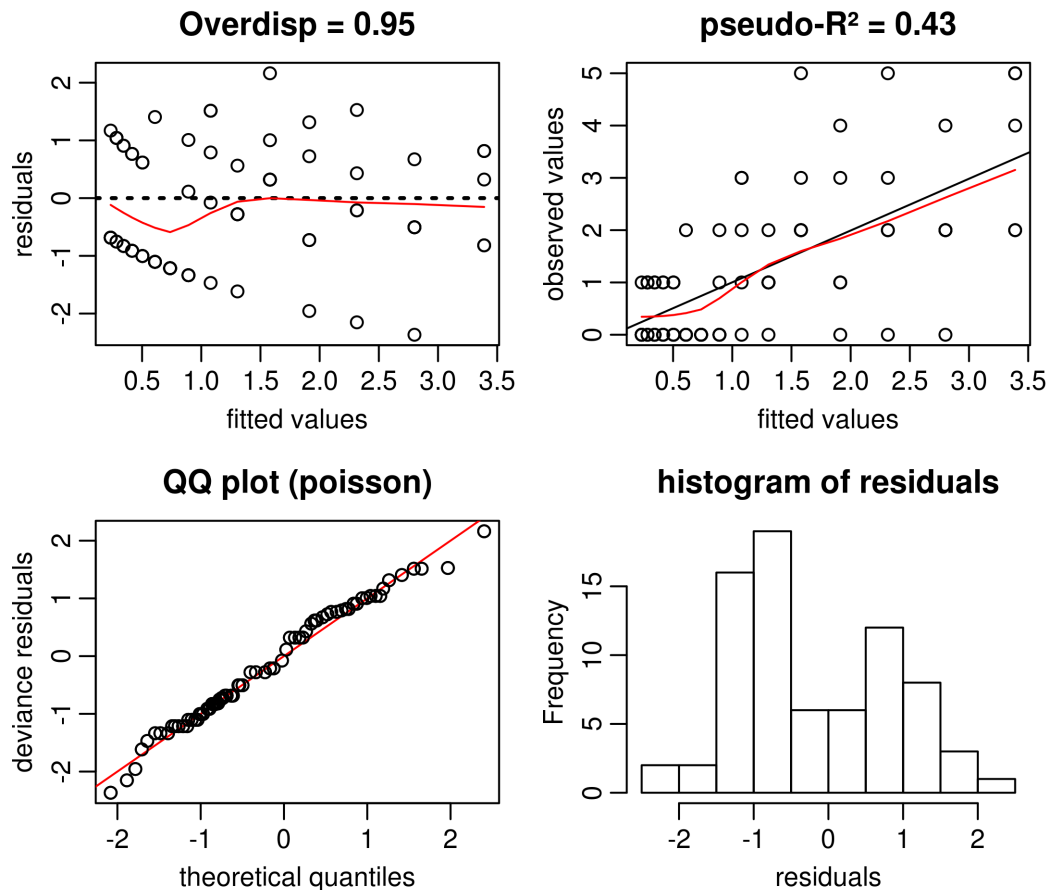 Overdisp = 0.95
2
1
0
-1
-2
residuals
0.5 1.0 1.5 2.0 2.5 3.0 3.5
fitted values
pseudo-R² = 0.43
5
4
3
2
1
0
observed values
0.5 1.0 1.5 2.0 2.5 3.0 3.5
fitted values
QQ plot (poisson)
2
1
0
-1
-2
deviance residuals
-2 -1 0 1 2
theoretical quantiles
histogram of residuals
15
10
5
0
Frequency
-2 -1 0 1 2
residuals